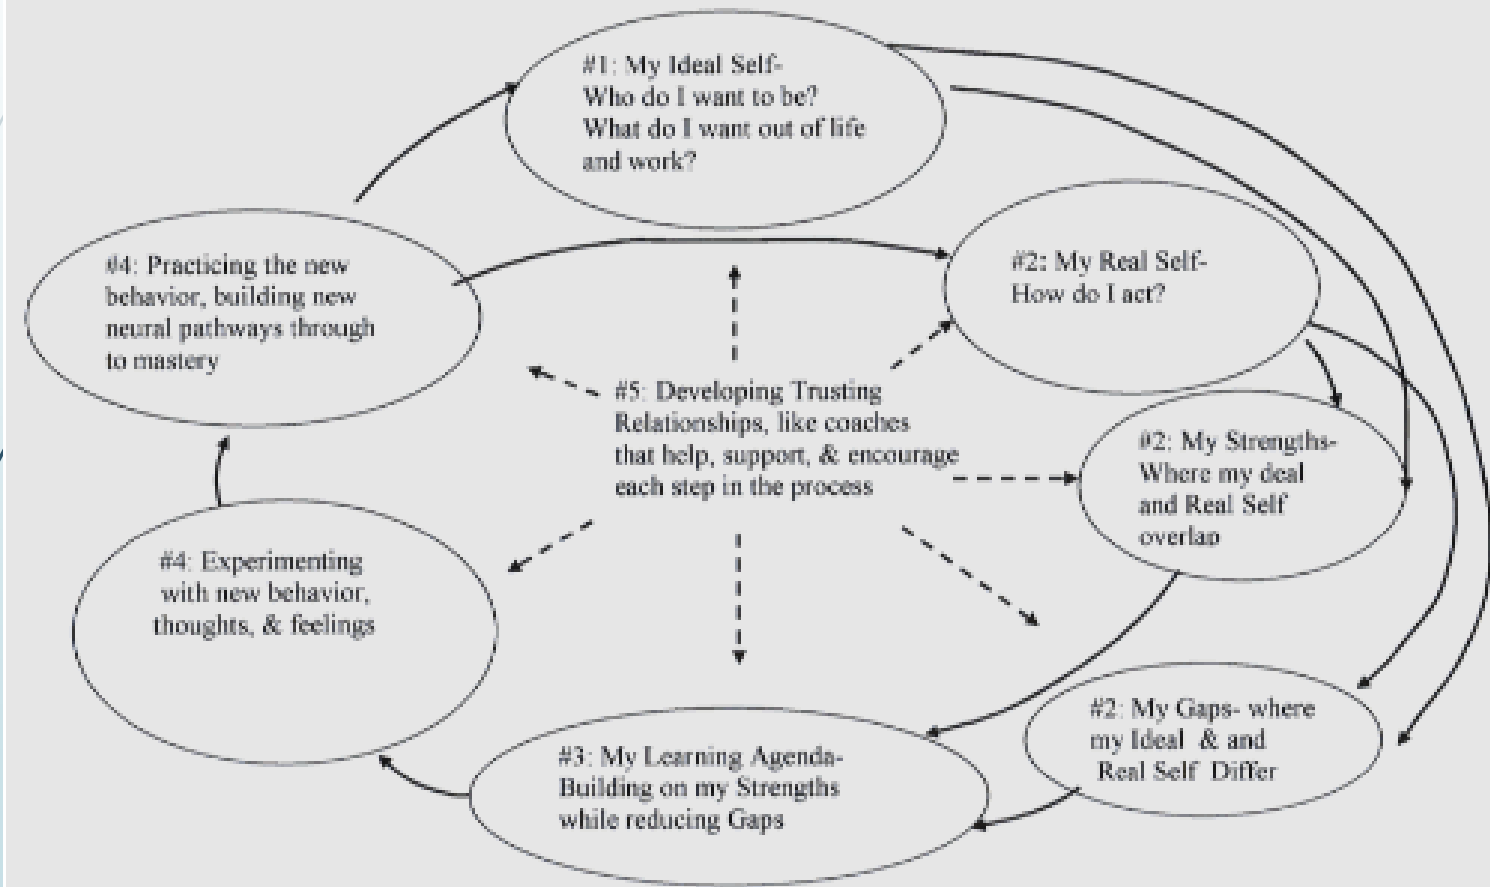 #1: My Ideal Self-
Who do I want to be?
What do I want out of life
and work?
#2: My Real Self-
How do I act?
#4: Practicing the new
behavior, building new
neural pathways through
to mastery
#5: Developing Trusting
Relationships, like coaches
that help, support, & encourage
each step in the process
#2: My Strengths-
Where my deal
and Real Self
overlap
#4: Experimenting
with new behavior,
thoughts, & feelings
#2: My Gaps- where
my Ideal & and
Real Self Differ
#3: My Learning Agenda-
Building on my Strengths
while reducing Gaps